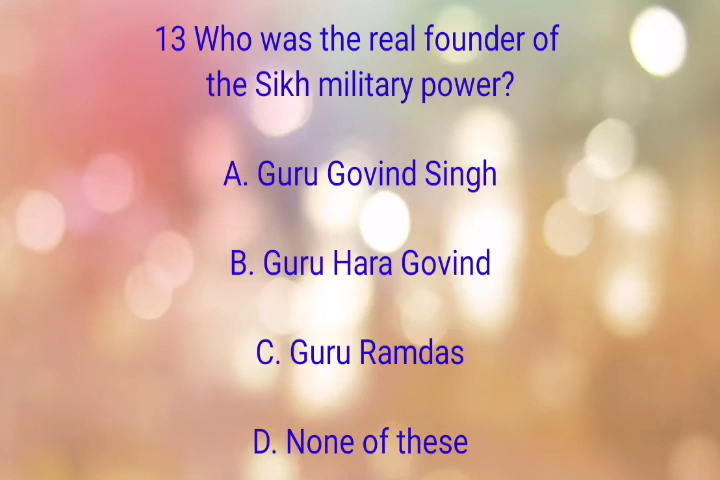 13 Who was the real founder of
the Sikh military power?
A. Guru Govind Singh
B. Guru Hara Govind
C. Guru Ramdas
D. None of these